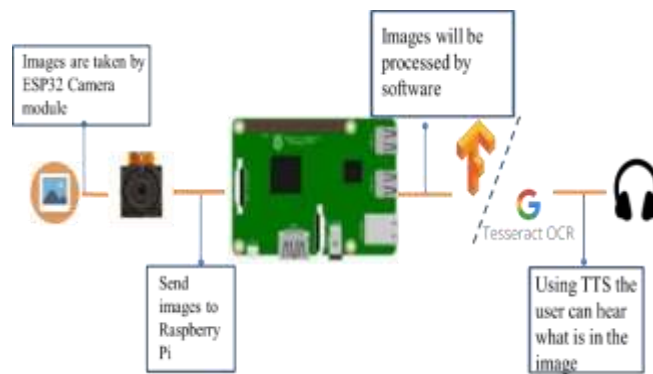 Images are taken by
ESP32 Camera
module
Images will be
processed by
software
Tesseract OCR
Send
images to
Raspberry
Pi
Using TTS the
user can hear
what is in the
image